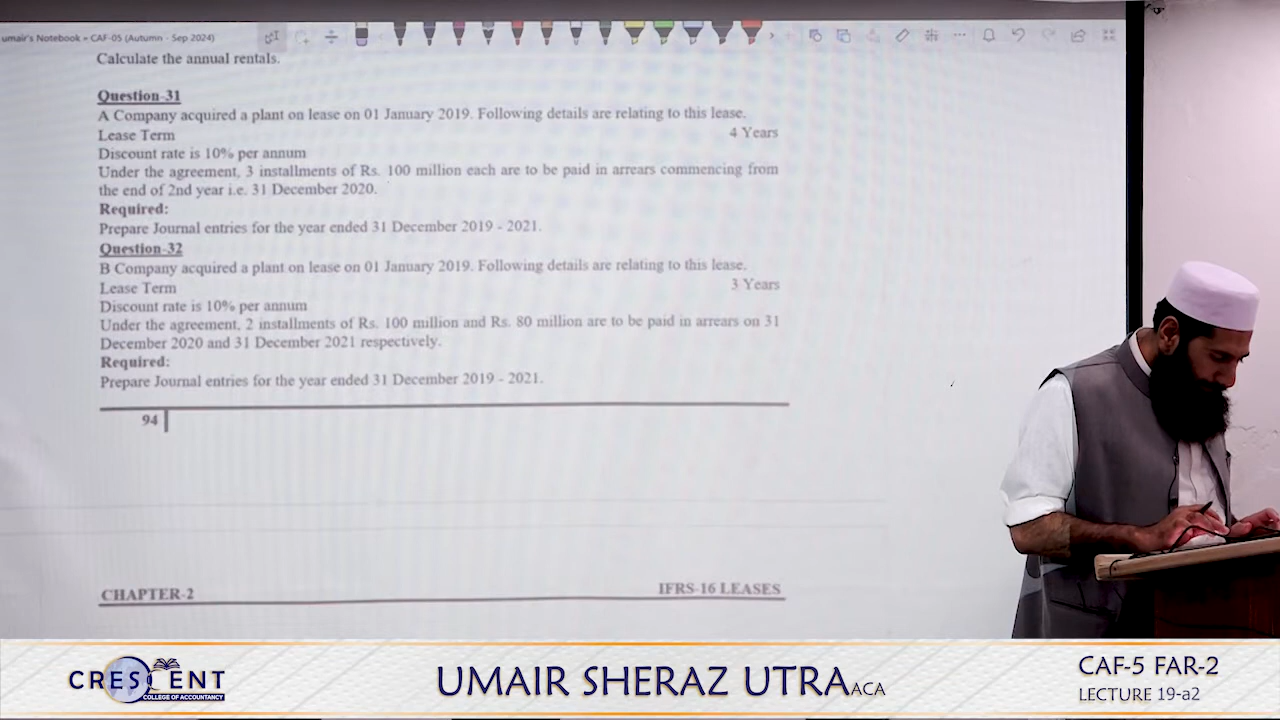 umair's Notebook » CAF-05 (Autumn - Sep 2024)
Calculate the annual rentals.
Question-31
A Company acquired a plant on lease on 01 January 2019. Following details are relating to this lease.
Lease Term 4 Years
Discount rate is 10% per annum
Under the agreement, 3 installments of Rs. 100 million each are to be paid in arrears commencing from
the end of 2nd year i.e. 31 December 2020.
Required:
Prepare Journal entries for the year ended 31 December 2019 - 2021.
Question-32
B Company acquired a plant on lease on 01 January 2019. Following details are relating to this lease.
Lease Term 3 Years
Discount rate is 10% per annum
Under the agreement, 2 installments of Rs. 100 million and Rs. 80 million are to be paid in arrears on 31
December 2020 and 31 December 2021 respectively.
Required:
Prepare Journal entries for the year ended 31 December 2019 - 2021.
94
CHAPTER-2 IFRS-16 LEASES
CRESCENT
COLLEGE OF ACCOUNTANCY
UMAIR SHERAZ UTRA ACA
CAF-5 FAR-2
LECTURE 19-a2